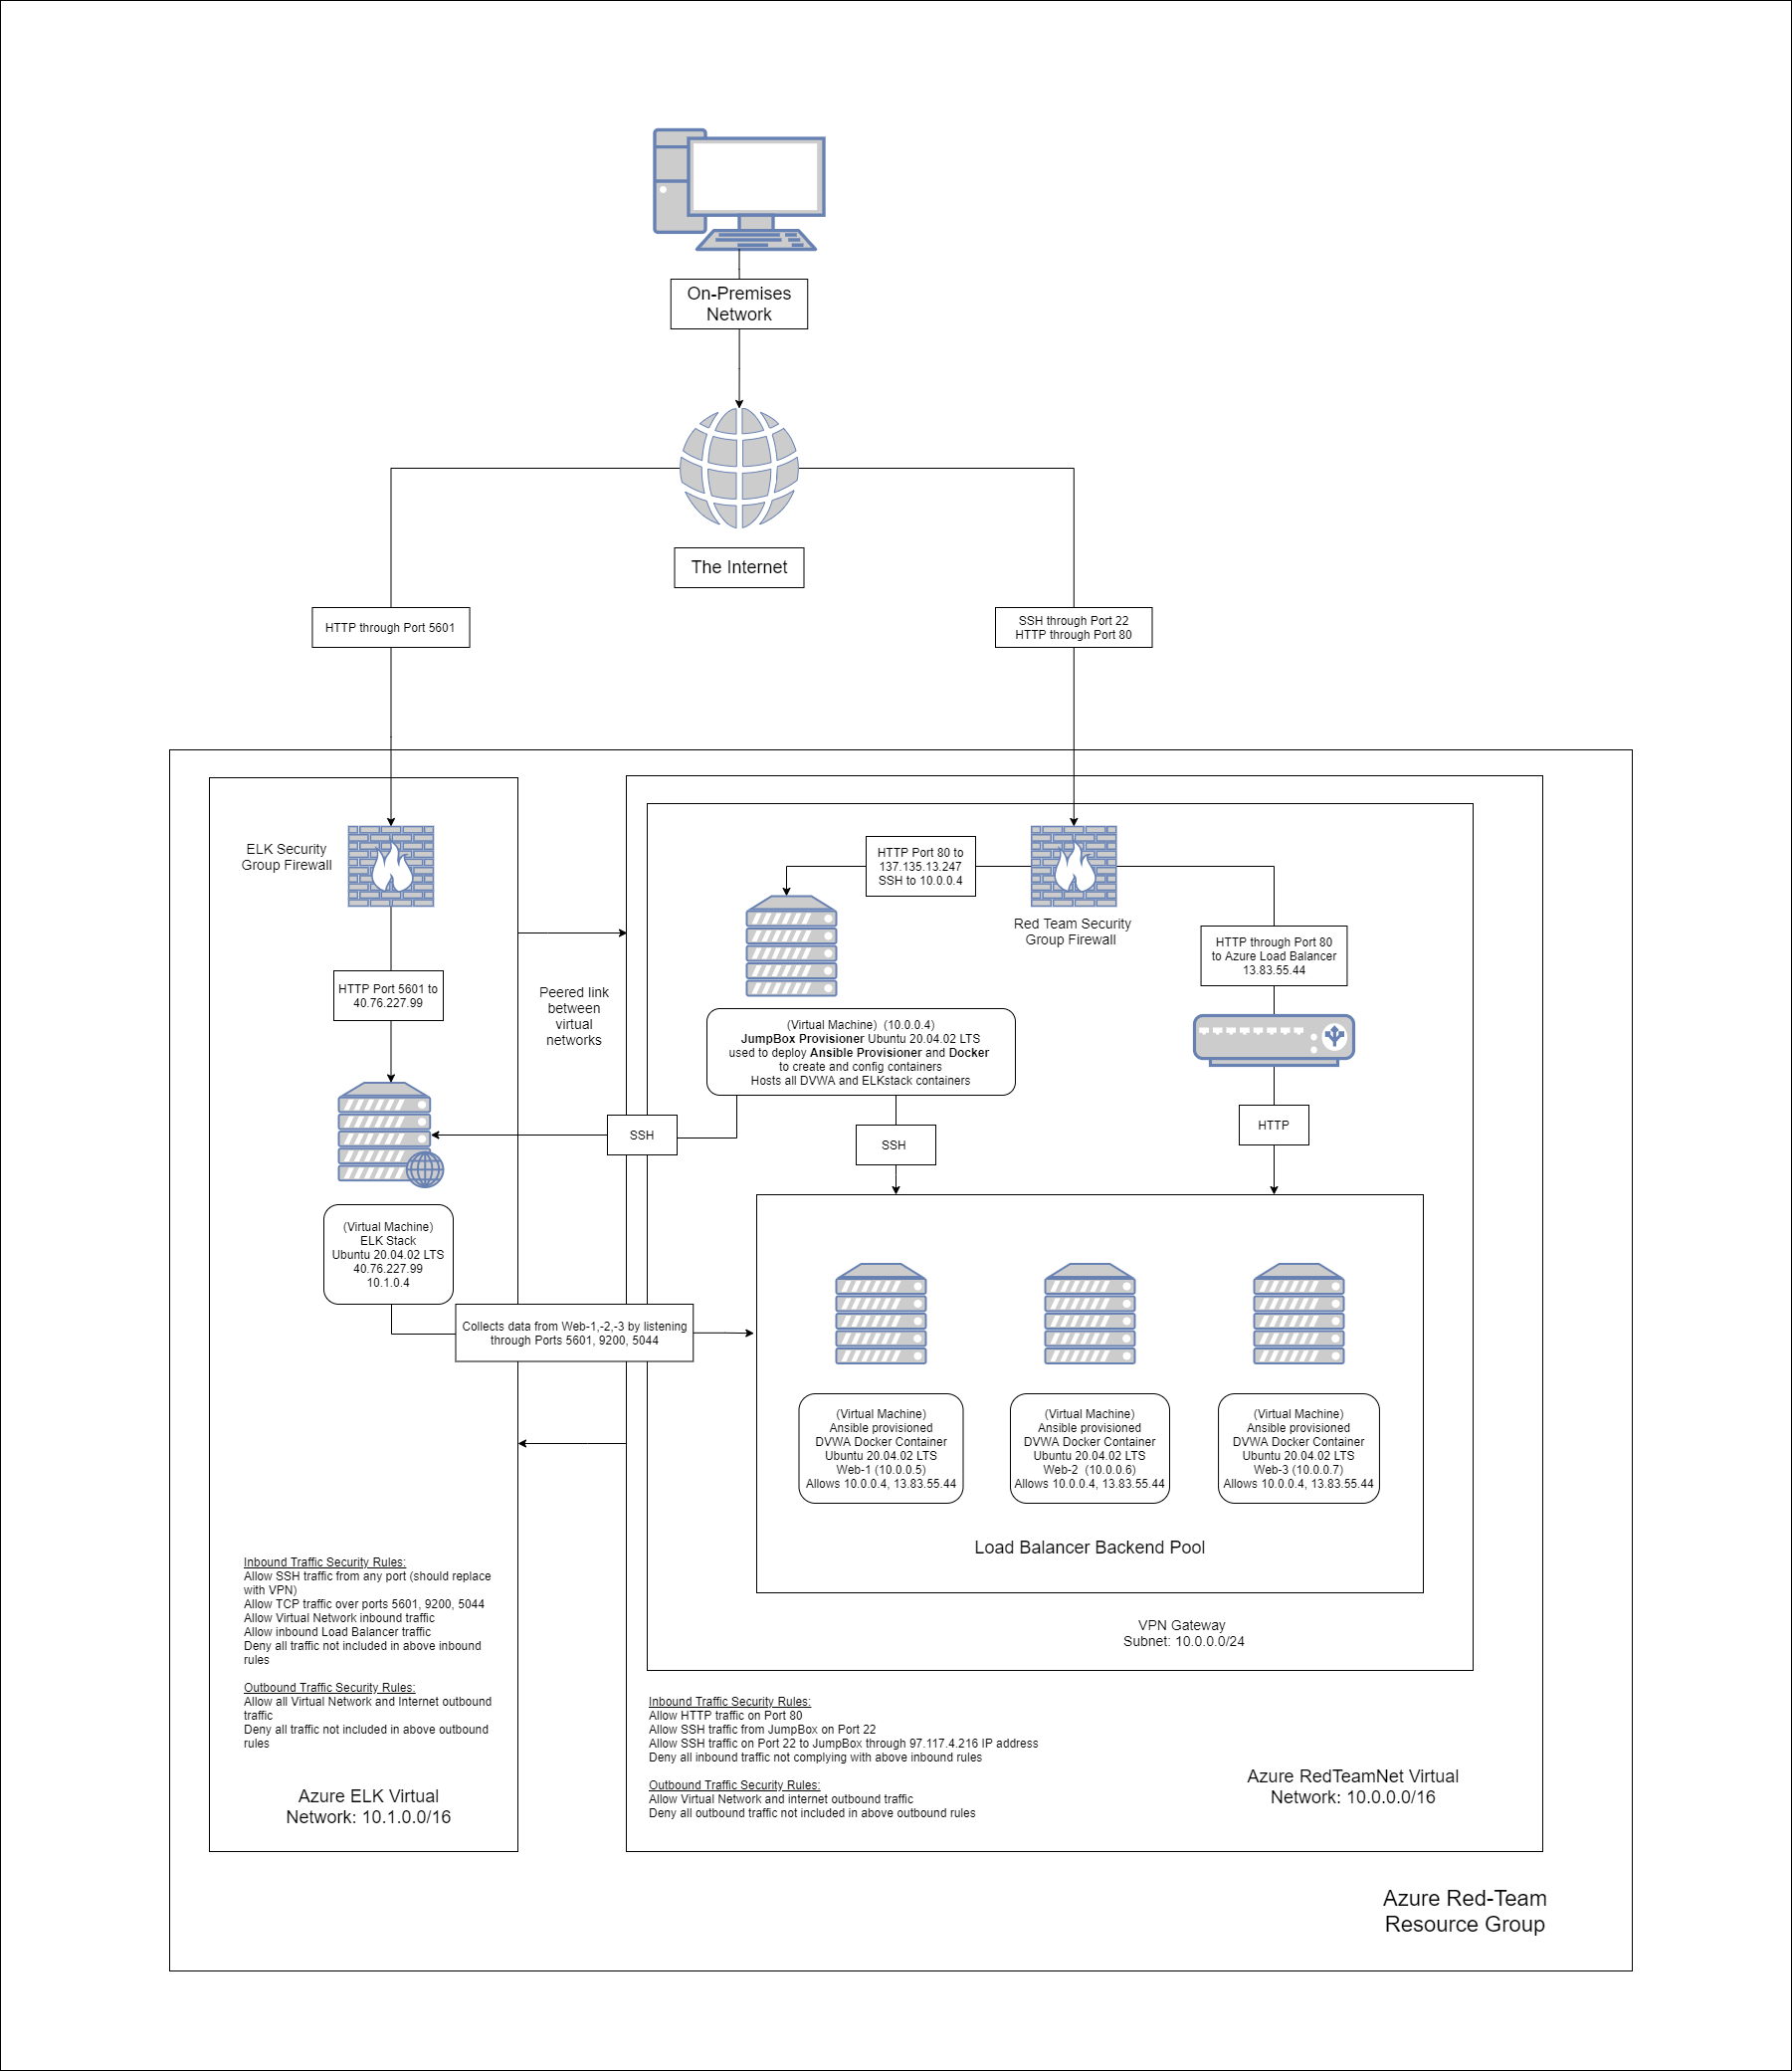 On-Premises
Network
The Internet
HTTP through Port 5601
SSH through Port 22
HTTP through Port 80
ELK Security
Group Firewall
HTTP Port 80 to
137.135.13.247
SSH to 10.0.0.4
Red Team Security
Group Firewall
HTTP through Port 80
to Azure Load Balancer
13.83.55.44
HTTP Port 5601 to
40.76.227.99
Peered link
between
virtual
networks
(Virtual Machine)  (10.0.0.4)
JumpBox Provisioner Ubuntu 20.04.02 LTS
used to deploy Ansible Provisioner and Docker
to create and config containers
Hosts all DVWA and ELKstack containers
SSH
SSH
HTTP
(Virtual Machine)
ELK Stack
Ubuntu 20.04.02 LTS
40.76.227.99
10.1.0.4
Collects data from Web-1,-2,-3 by listening
through Ports 5601, 9200, 5044
(Virtual Machine)
Ansible provisioned
DVWA Docker Container
Ubuntu 20.04.02 LTS
Web-1 (10.0.0.5)
Allows 10.0.0.4, 13.83.55.44
(Virtual Machine)
Ansible provisioned
DVWA Docker Container
Ubuntu 20.04.02 LTS
Web-2  (10.0.0.6)
Allows 10.0.0.4, 13.83.55.44
(Virtual Machine)
Ansible provisioned
DVWA Docker Container
Ubuntu 20.04.02 LTS
Web-3 (10.0.0.7)
Allows 10.0.0.4, 13.83.55.44
Load Balancer Backend Pool
VPN Gateway
Subnet: 10.0.0.0/24
Inbound Traffic Security Rules:
Allow SSH traffic from any port (should replace
with VPN)
Allow TCP traffic over ports 5601, 9200, 5044
Allow Virtual Network inbound traffic
Allow inbound Load Balancer traffic
Deny all traffic not included in above inbound
rules
Outbound Traffic Security Rules:
Allow all Virtual Network and Internet outbound
traffic
Deny all traffic not included in above outbound
rules
Azure ELK Virtual
Network: 10.1.0.0/16
Inbound Traffic Security Rules:
Allow HTTP traffic on Port 80
Allow SSH traffic from JumpBox on Port 22
Allow SSH traffic on Port 22 to JumpBox through 97.117.4.216 IP address
Deny all inbound traffic not complying with above inbound rules
Outbound Traffic Security Rules:
Allow Virtual Network and internet outbound traffic
Deny all outbound traffic not included in above outbound rules
Azure RedTeamNet Virtual
Network: 10.0.0.0/16
Azure Red-Team
Resource Group